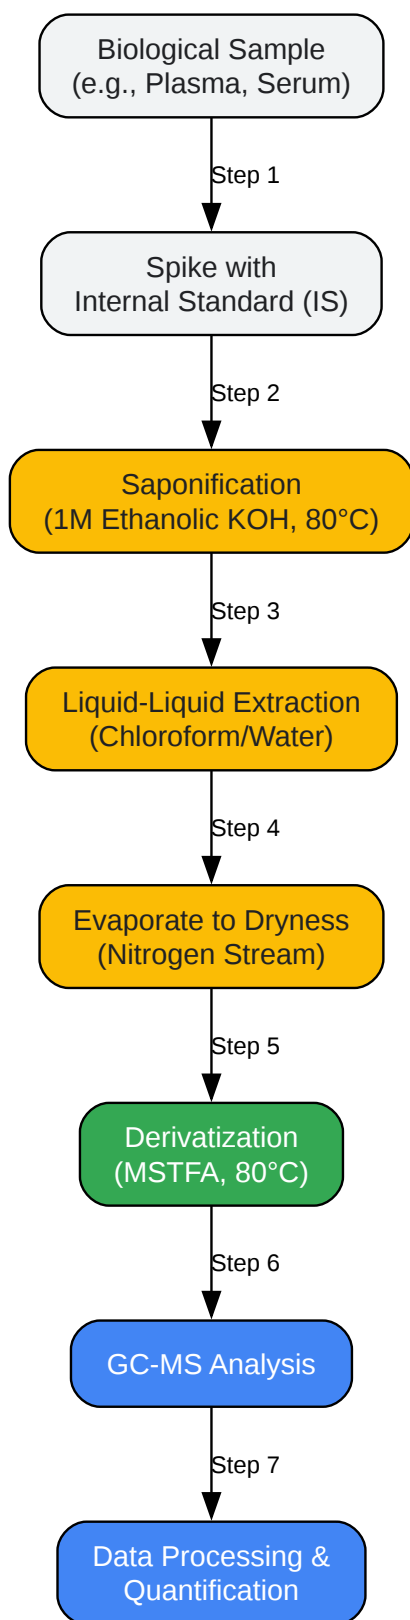 Biological Sample
(e.g., Plasma, Serum)
Step 1
Spike with
Internal Standard (IS)
Step 2
Saponification
(1M Ethanolic KOH, 80°C)
Step 3
Liquid-Liquid Extraction
(Chloroform/Water)
Step 4
Evaporate to Dryness
(Nitrogen Stream)
Step 5
Derivatization
(MSTFA, 80°C)
Step 6
GC-MS Analysis
Step 7
Data Processing &
Quantification